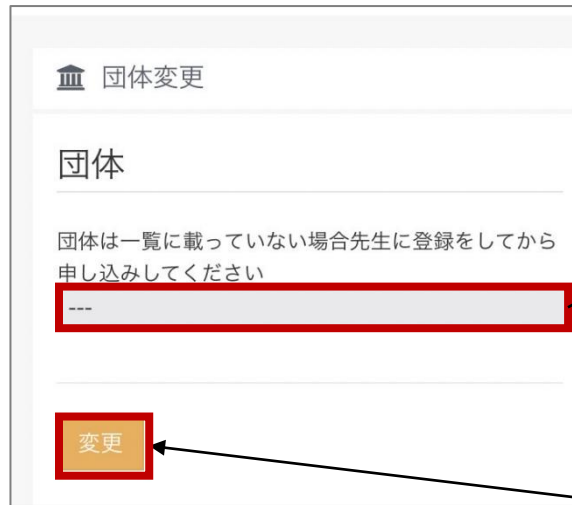 団体変更
団体
団体は一覧に載っていない場合先生に登録をしてから
申し込みしてください
---
変更